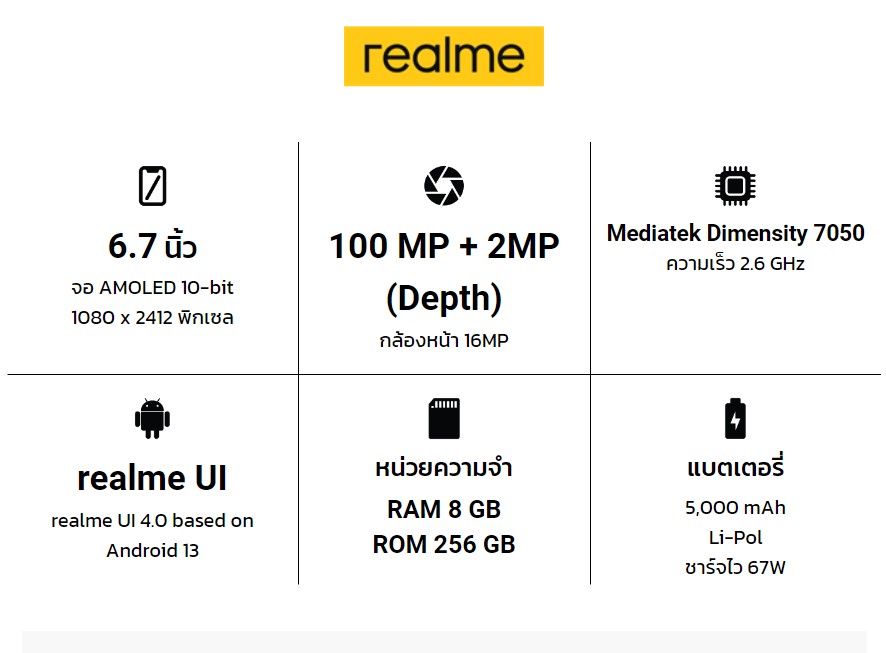 realme
6.7 นิ้ว
จอ AMOLED 10-bit
1080 x 2412 พิกเซล
100 MP + 2MP
(Depth)
กล้องหน้า 16MP
Mediatek Dimensity 7050
ความเร็ว 2.6 GHz
realme UI
realme UI 4.0 based on
Android 13
หน่วยความจำ
RAM 8 GB
ROM 256 GB
แบตเตอรี่
5,000 mAh
Li-Pol
ชาร์จไว 67W